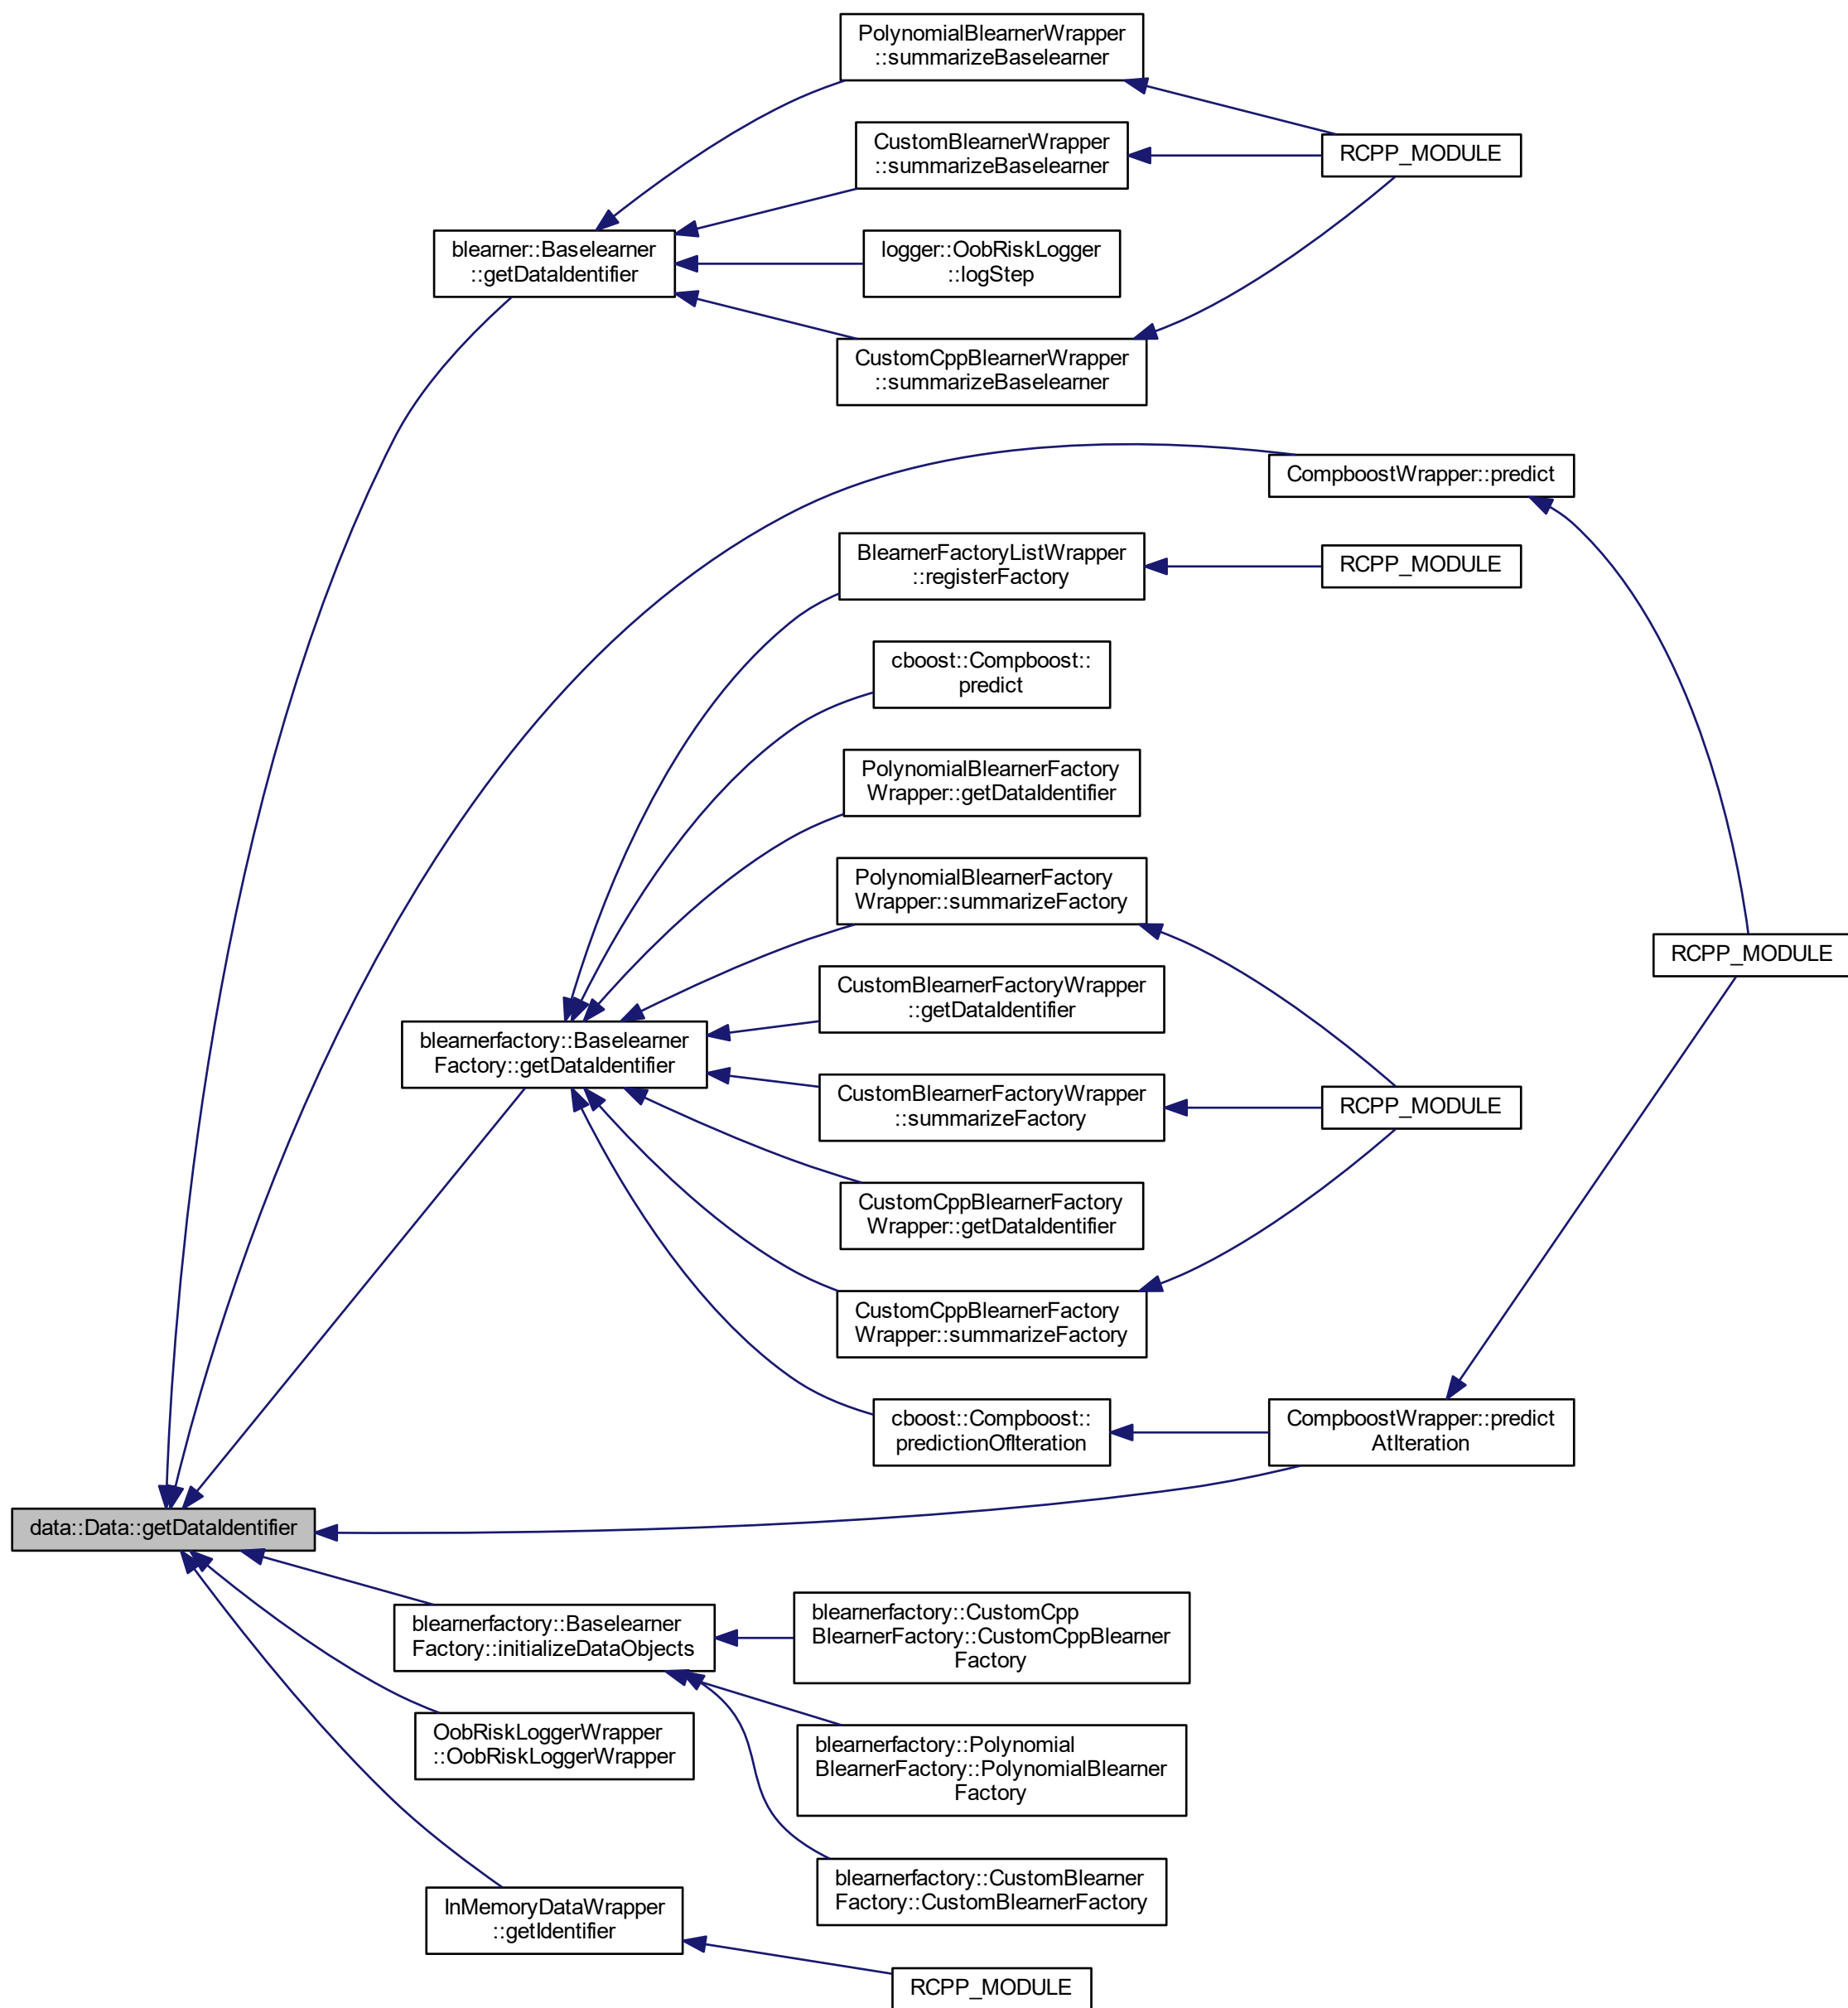 PolynomialBlearnerWrapper
::summarizeBaselearner
CustomBlearnerWrapper
::summarizeBaselearner
RCPP_MODULE
blearner::Baselearner
::getDataIdentifier
logger::OobRiskLogger
::logStep
CustomCppBlearnerWrapper
::summarizeBaselearner
CompboostWrapper::predict
BlearnerFactoryListWrapper
::registerFactory
RCPP_MODULE
cboost::Compboost::
predict
PolynomialBlearnerFactory
Wrapper::getDataIdentifier
PolynomialBlearnerFactory
Wrapper::summarizeFactory
RCPP_MODULE
CustomBlearnerFactoryWrapper
::getDataIdentifier
blearnerfactory::Baselearner
Factory::getDataIdentifier
CustomBlearnerFactoryWrapper
::summarizeFactory
RCPP_MODULE
CustomCppBlearnerFactory
Wrapper::getDataIdentifier
CustomCppBlearnerFactory
Wrapper::summarizeFactory
cboost::Compboost::
predictionOfIteration
CompboostWrapper::predict
AtIteration
data::Data::getDataIdentifier
blearnerfactory::Baselearner
Factory::initializeDataObjects
blearnerfactory::CustomCpp
BlearnerFactory::CustomCppBlearner
Factory
OobRiskLoggerWrapper
::OobRiskLoggerWrapper
blearnerfactory::Polynomial
BlearnerFactory::PolynomialBlearner
Factory
blearnerfactory::CustomBlearner
Factory::CustomBlearnerFactory
InMemoryDataWrapper
::getIdentifier
RCPP_MODULE